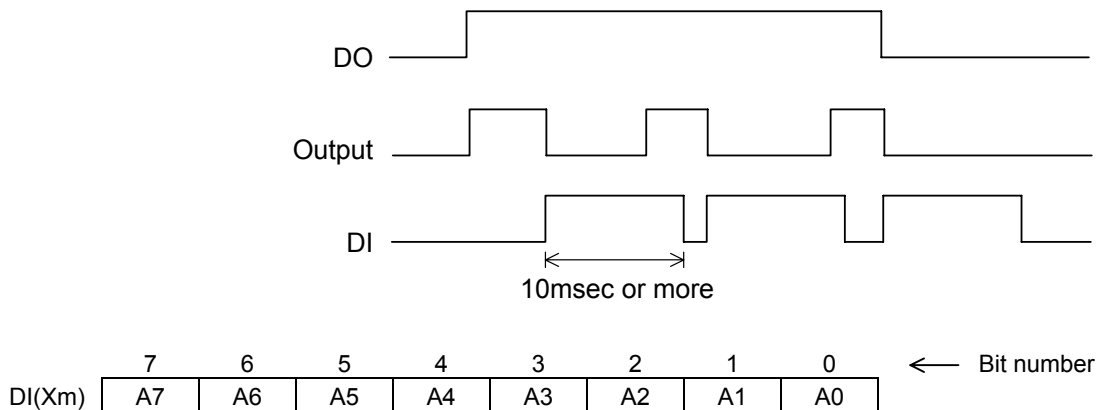 DO
Output
DI
10msec or more
7 6 5 4 3 2 1 0 ← Bit number
DI(Xm) A7 A6 A5 A4 A3 A2 A1 A0